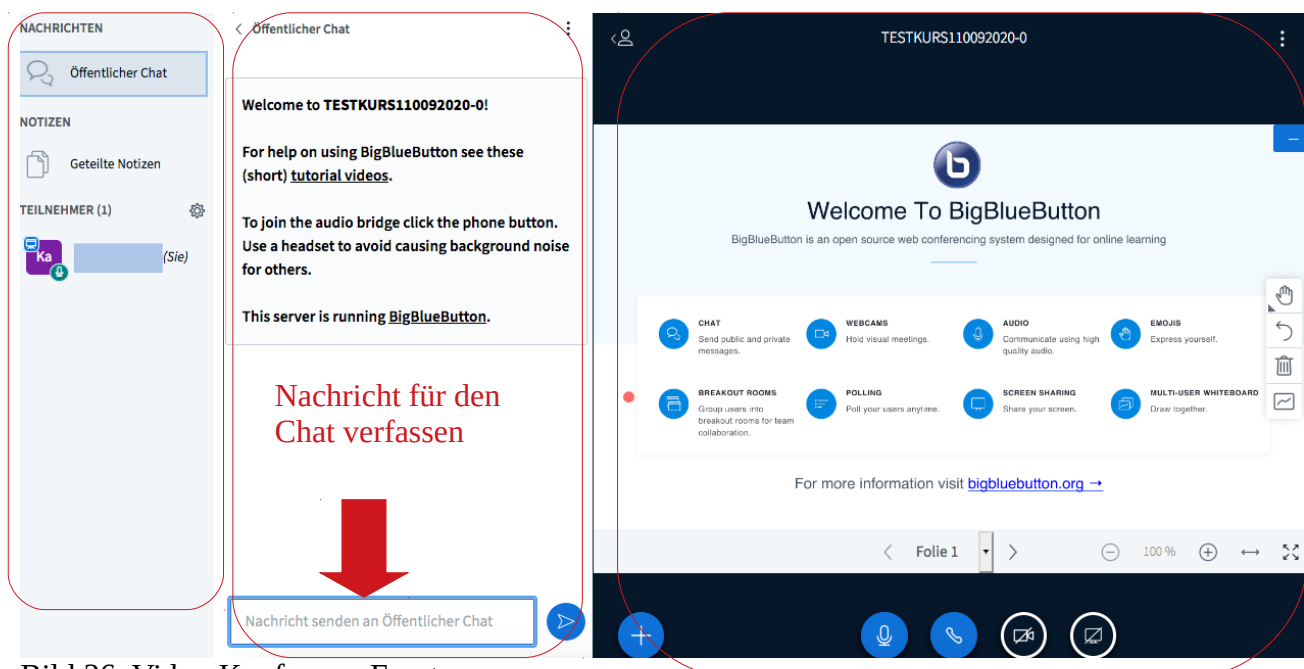 NACHRICHTEN
Öffentlicher Chat
NOTIZEN
Geteilte Notizen
TEILNEHMER (1)
Ka
(Sie)
Öffentlicher Chat
Welcome to TESTKURS110092020-0!
For help on using BigBlueButton see these
(short) tutorial videos.
To join the audio bridge click the phone button.
Use a headset to avoid causing background noise
for others.
This server is running BigBlueButton.
Nachricht für den
Chat verfassen
Nachricht senden an Öffentlicher Chat
TESTKURS110092020-0
b
Welcome To BigBlueButton
BigBlueButton is an open source web conferencing system designed for online learning
CHAT
Send public and private
messages.
WEBCAMS
Hold visual meetings.
AUDIO
Communicate using high
quality audio.
EMOJIS
Express yourself.
BREAKOUT ROOMS
Group users into
breakout rooms for team
collaboration.
POLLING
Poll your users anytime.
SCREEN SHARING
Share your screen.
MULTI-USER WHITEBOARD
Draw together.
For more information visit bigbluebutton.org →
Folie 1
100 %